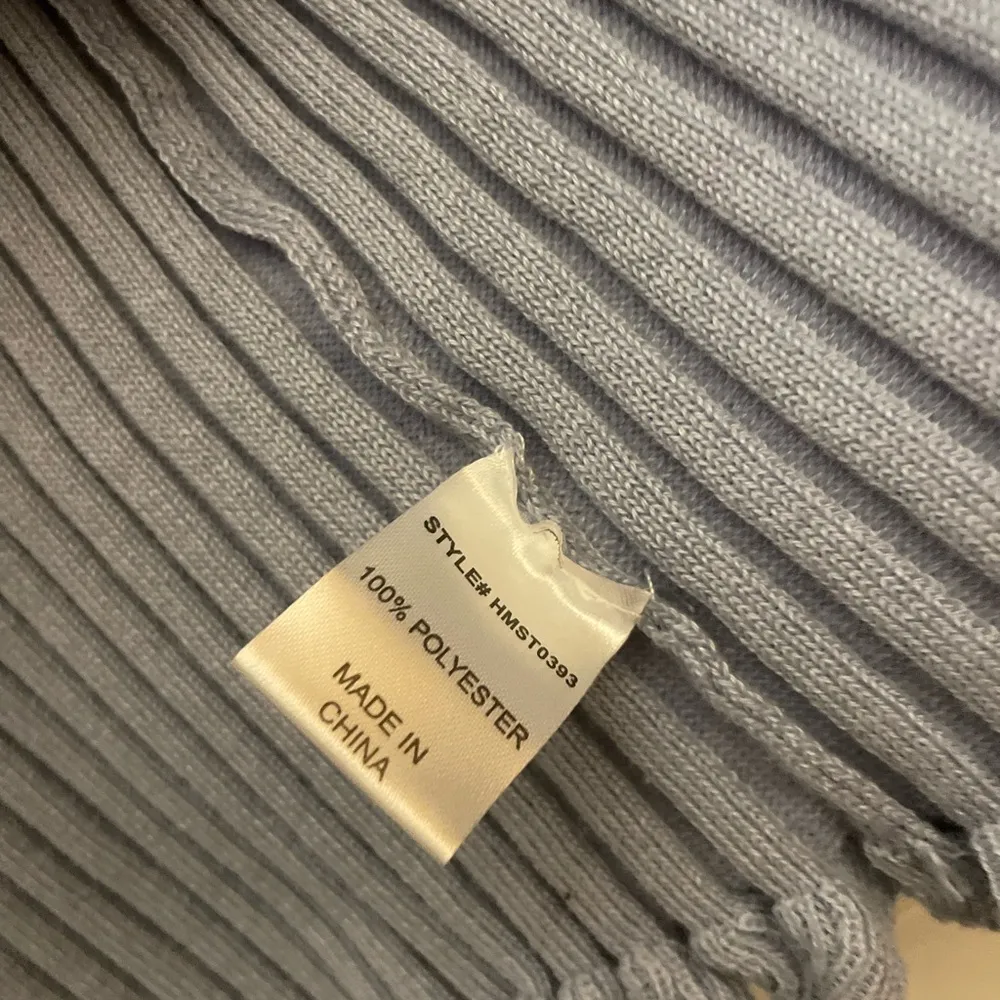 STYLE# HMST0393
100% POLYESTER
MADE IN
CHINA